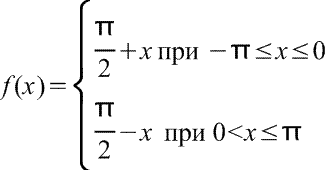 f(x) = { π/2 + x при −π ≤ x ≤ 0
π/2 − x при 0 < x ≤ π